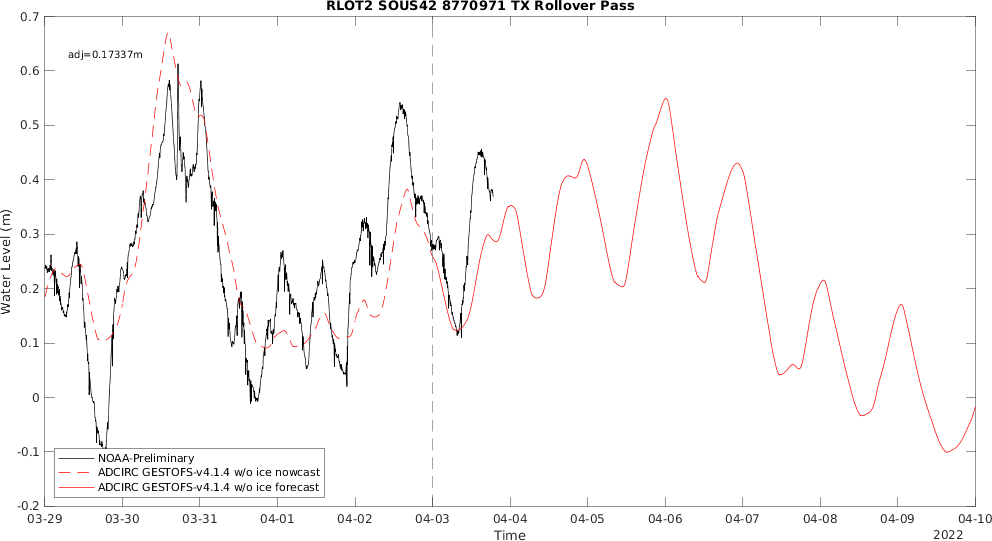 RLOT2 SOUS42 8770971 TX Rollover Pass
0.7
0.6
0.5
0.4
0.3
0.2
0.1
0
-0.1
-0.2
Water Level (m)
adj=0.17337m
NOAA-Preliminary
ADCIRC GESTOFS-v4.1.4 w/o ice nowcast
ADCIRC GESTOFS-v4.1.4 w/o ice forecast
03-29 03-30 03-31 04-01 04-02 04-03 04-04 04-05 04-06 04-07 04-08 04-09 04-10
Time
2022